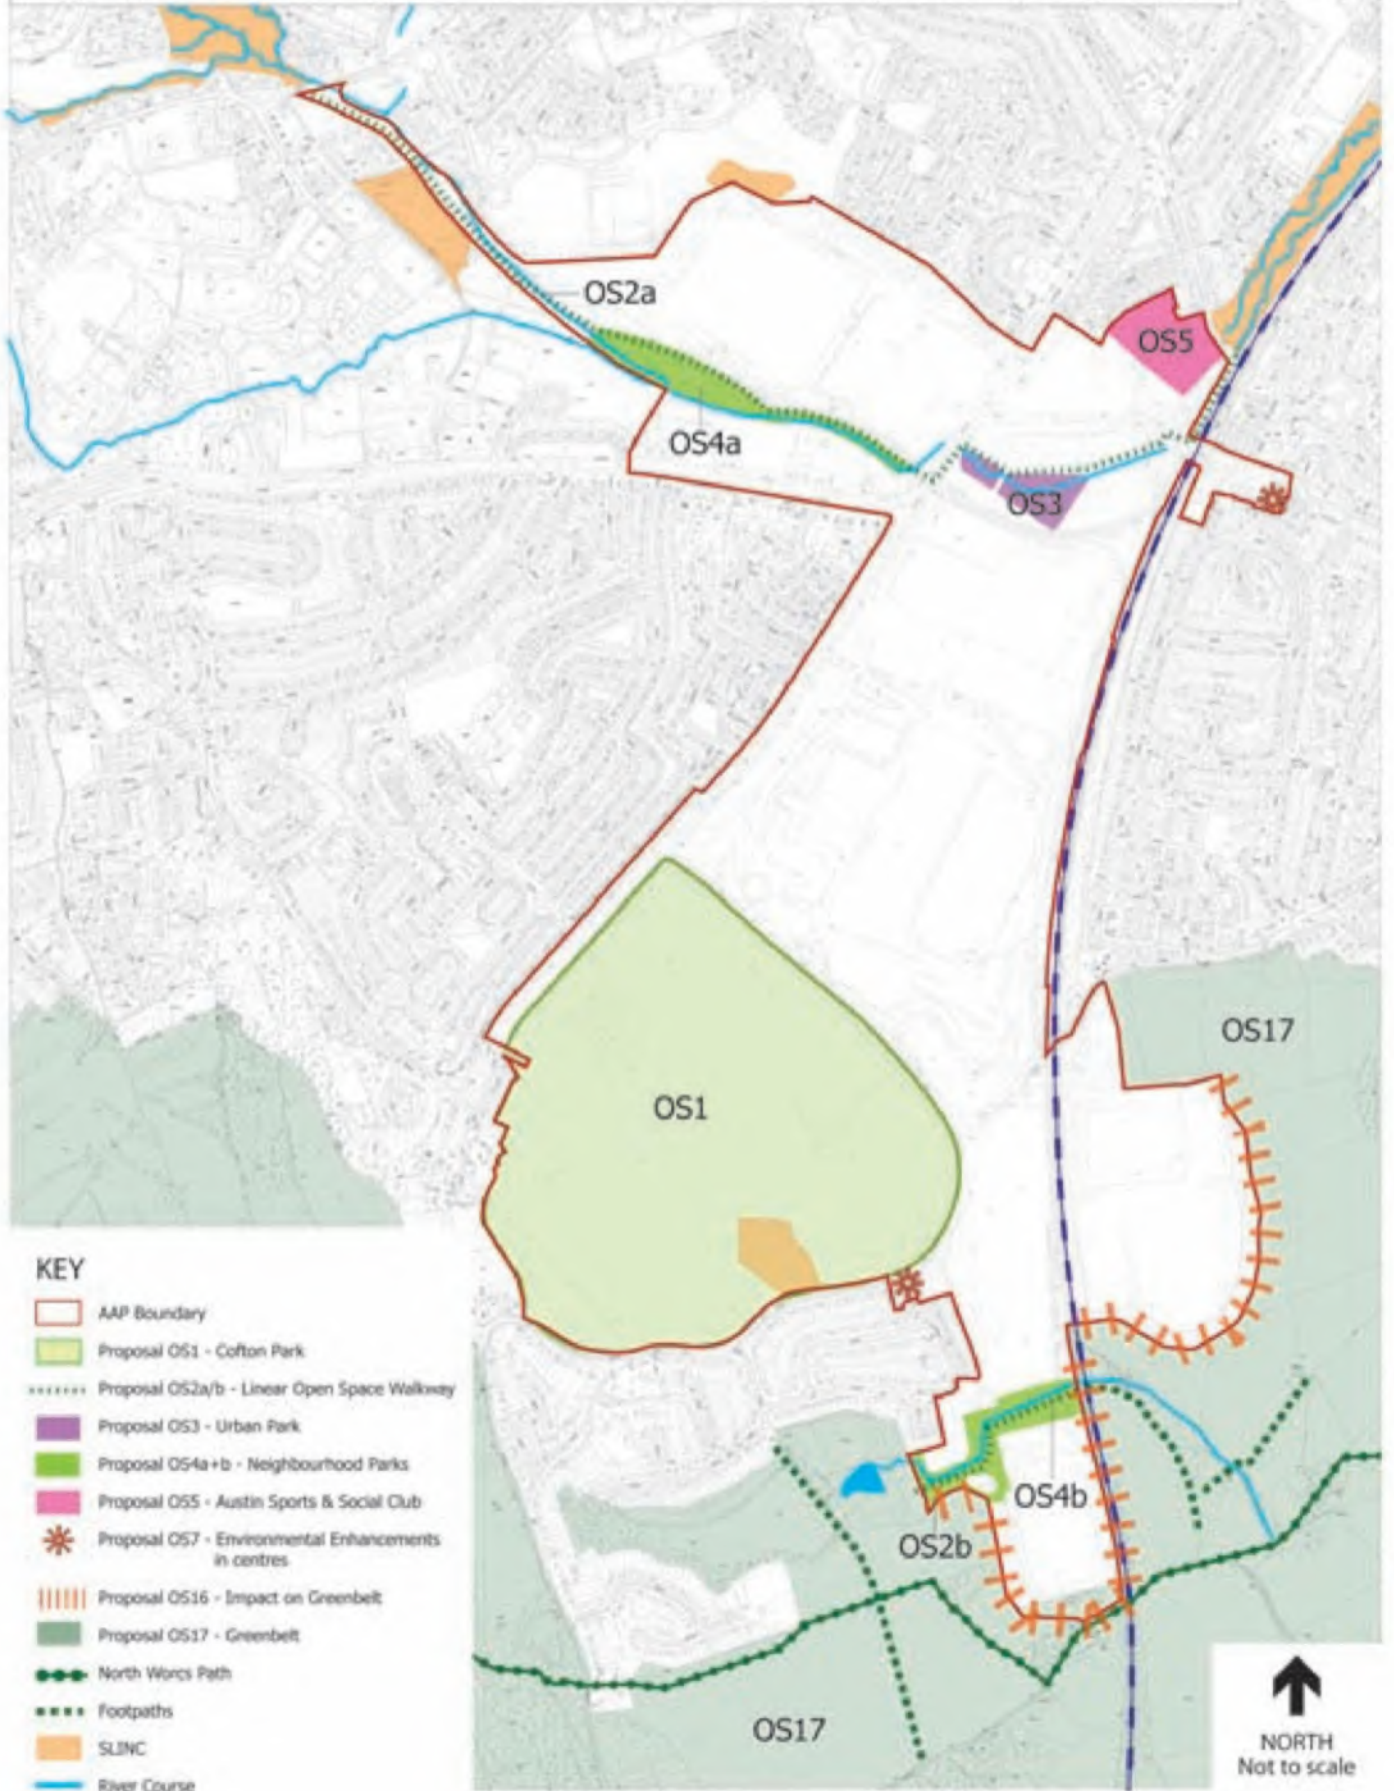 OS2a
OS5
OS4a
OS3
OS17
OS1
OS4b
OS2b
OS17
KEY
AAP Boundary
Proposal OS1 - Cofton Park
Proposal OS2a/b - Linear Open Space Walkway
Proposal OS3 - Urban Park
Proposal OS4a+b - Neighbourhood Parks
Proposal OS5 - Austin Sports & Social Club
Proposal OS7 - Environmental Enhancements
in centres
Proposal OS16 - Impact on Greenbelt
Proposal OS17 - Greenbelt
North Worcs Path
Footpaths
SLINC
River Course
NORTH
Not to scale